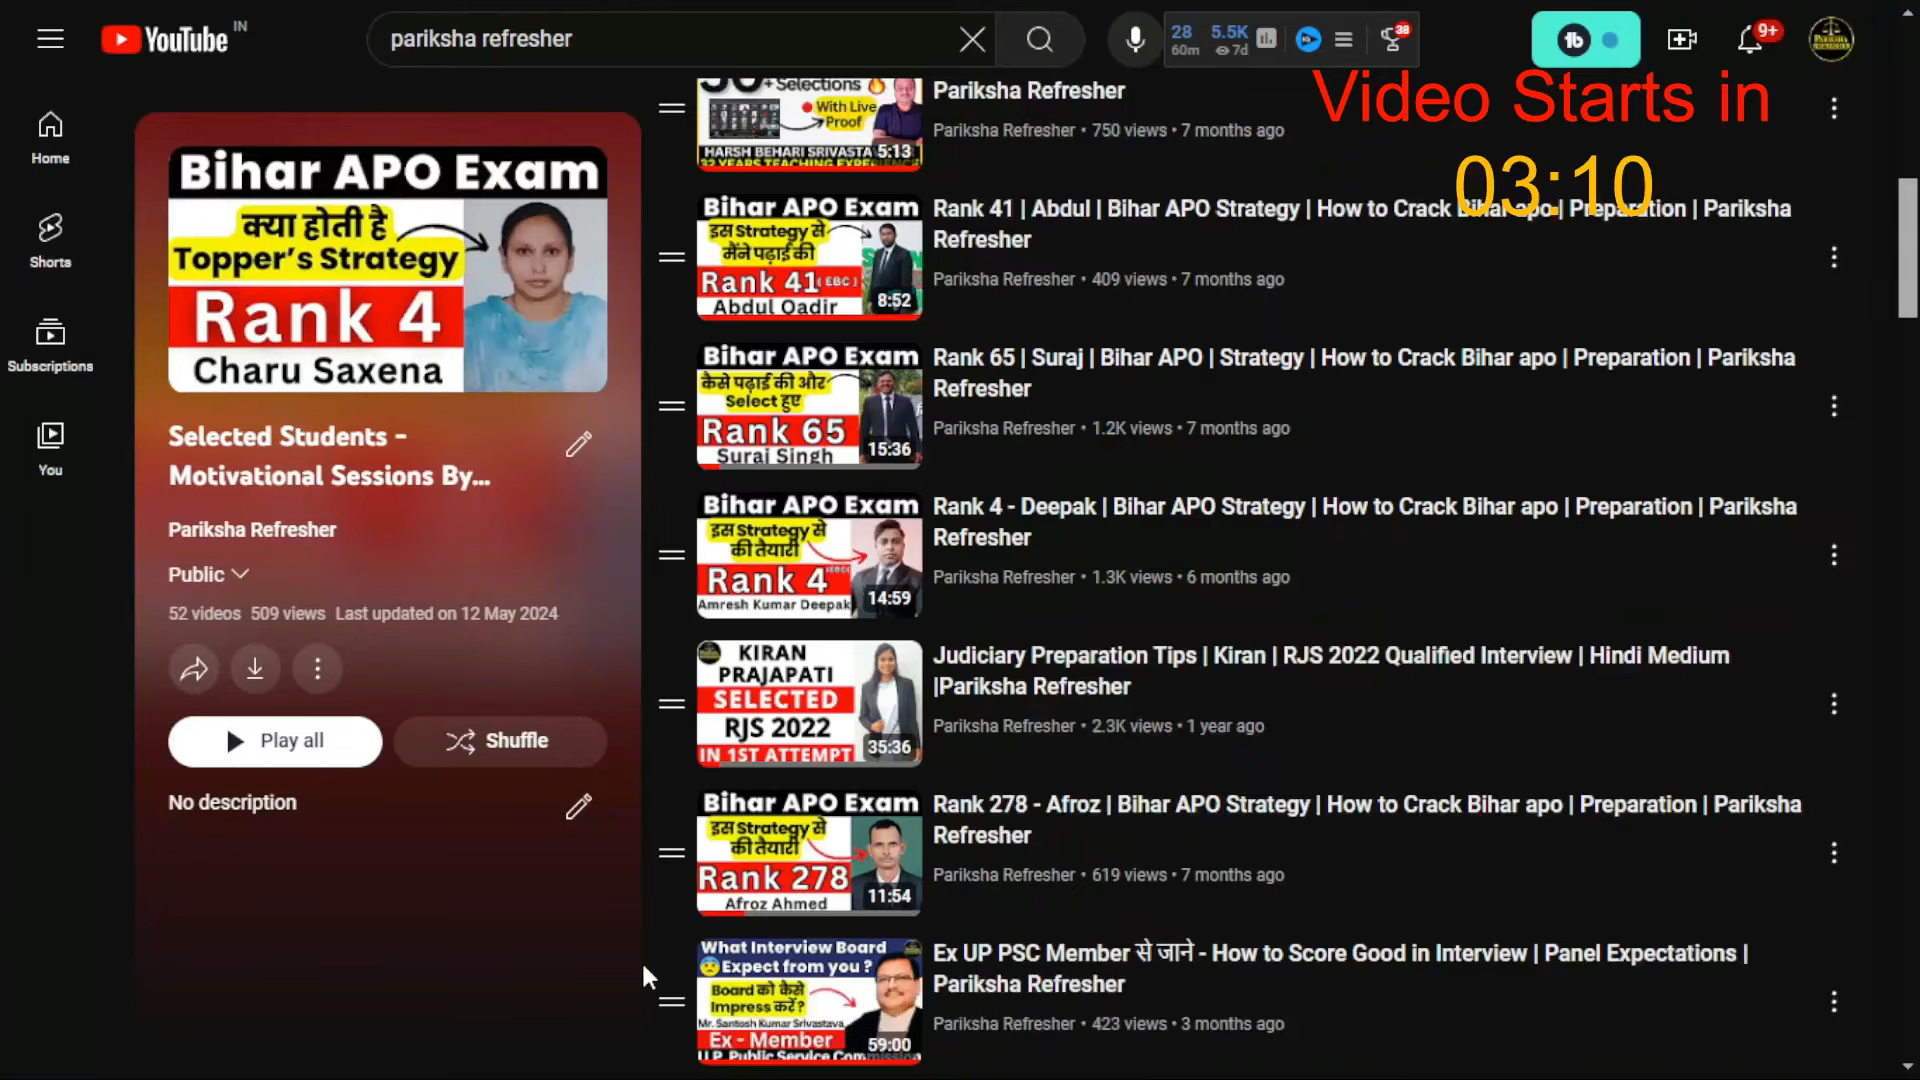 YouTube IN
pariksha refresher
28
60m
5.5K
7d
38
9+
Video Starts in
03:10
Home
Shorts
Subscriptions
You
Bihar APO Exam
क्या होती है
Topper's Strategy
Rank 4
Charu Saxena
Selected Students -
Motivational Sessions By...
Pariksha Refresher
Public
52 videos 509 views Last updated on 12 May 2024
Play all
Shuffle
No description
+Selections
With Live
Proof
HARSH BEHARI SRIVASTA
32 YEARS TEACHING EXPERIENCE
5:13
Pariksha Refresher
Pariksha Refresher • 750 views • 7 months ago
Bihar APO Exam
इस Strategy से
मैंने पढ़ाई की
Rank 41 (EBC)
Abdul Qadir
8:52
Rank 41 | Abdul | Bihar APO Strategy | How to Crack Bihar apo | Preparation | Pariksha
Refresher
Pariksha Refresher • 409 views • 7 months ago
Bihar APO Exam
कैसे पढ़ाई की और
Select हुए
Rank 65
Suraj Singh
15:36
Rank 65 | Suraj | Bihar APO | Strategy | How to Crack Bihar apo | Preparation | Pariksha
Refresher
Pariksha Refresher • 1.2K views • 7 months ago
Bihar APO Exam
इस Strategy से
की तैयारी
Rank 4
Amresh Kumar Deepak
14:59
Rank 4 - Deepak | Bihar APO Strategy | How to Crack Bihar apo | Preparation | Pariksha
Refresher
Pariksha Refresher • 1.3K views • 6 months ago
KIRAN
PRAJAPATI
SELECTED
RJS 2022
IN 1ST ATTEMPT
35:36
Judiciary Preparation Tips | Kiran | RJS 2022 Qualified Interview | Hindi Medium
|Pariksha Refresher
Pariksha Refresher • 2.3K views • 1 year ago
Bihar APO Exam
इस Strategy से
की तैयारी
Rank 278
Afroz Ahmed
11:54
Rank 278 - Afroz | Bihar APO Strategy | How to Crack Bihar apo | Preparation | Pariksha
Refresher
Pariksha Refresher • 619 views • 7 months ago
What Interview Board
Expect from you ?
Board को कैसे
Impress करें?
Mr. Santosh Kumar Srivastava
Ex - Member
U.P. Public Service Commission
59:00
Ex UP PSC Member से जाने - How to Score Good in Interview | Panel Expectations |
Pariksha Refresher
Pariksha Refresher • 423 views • 3 months ago